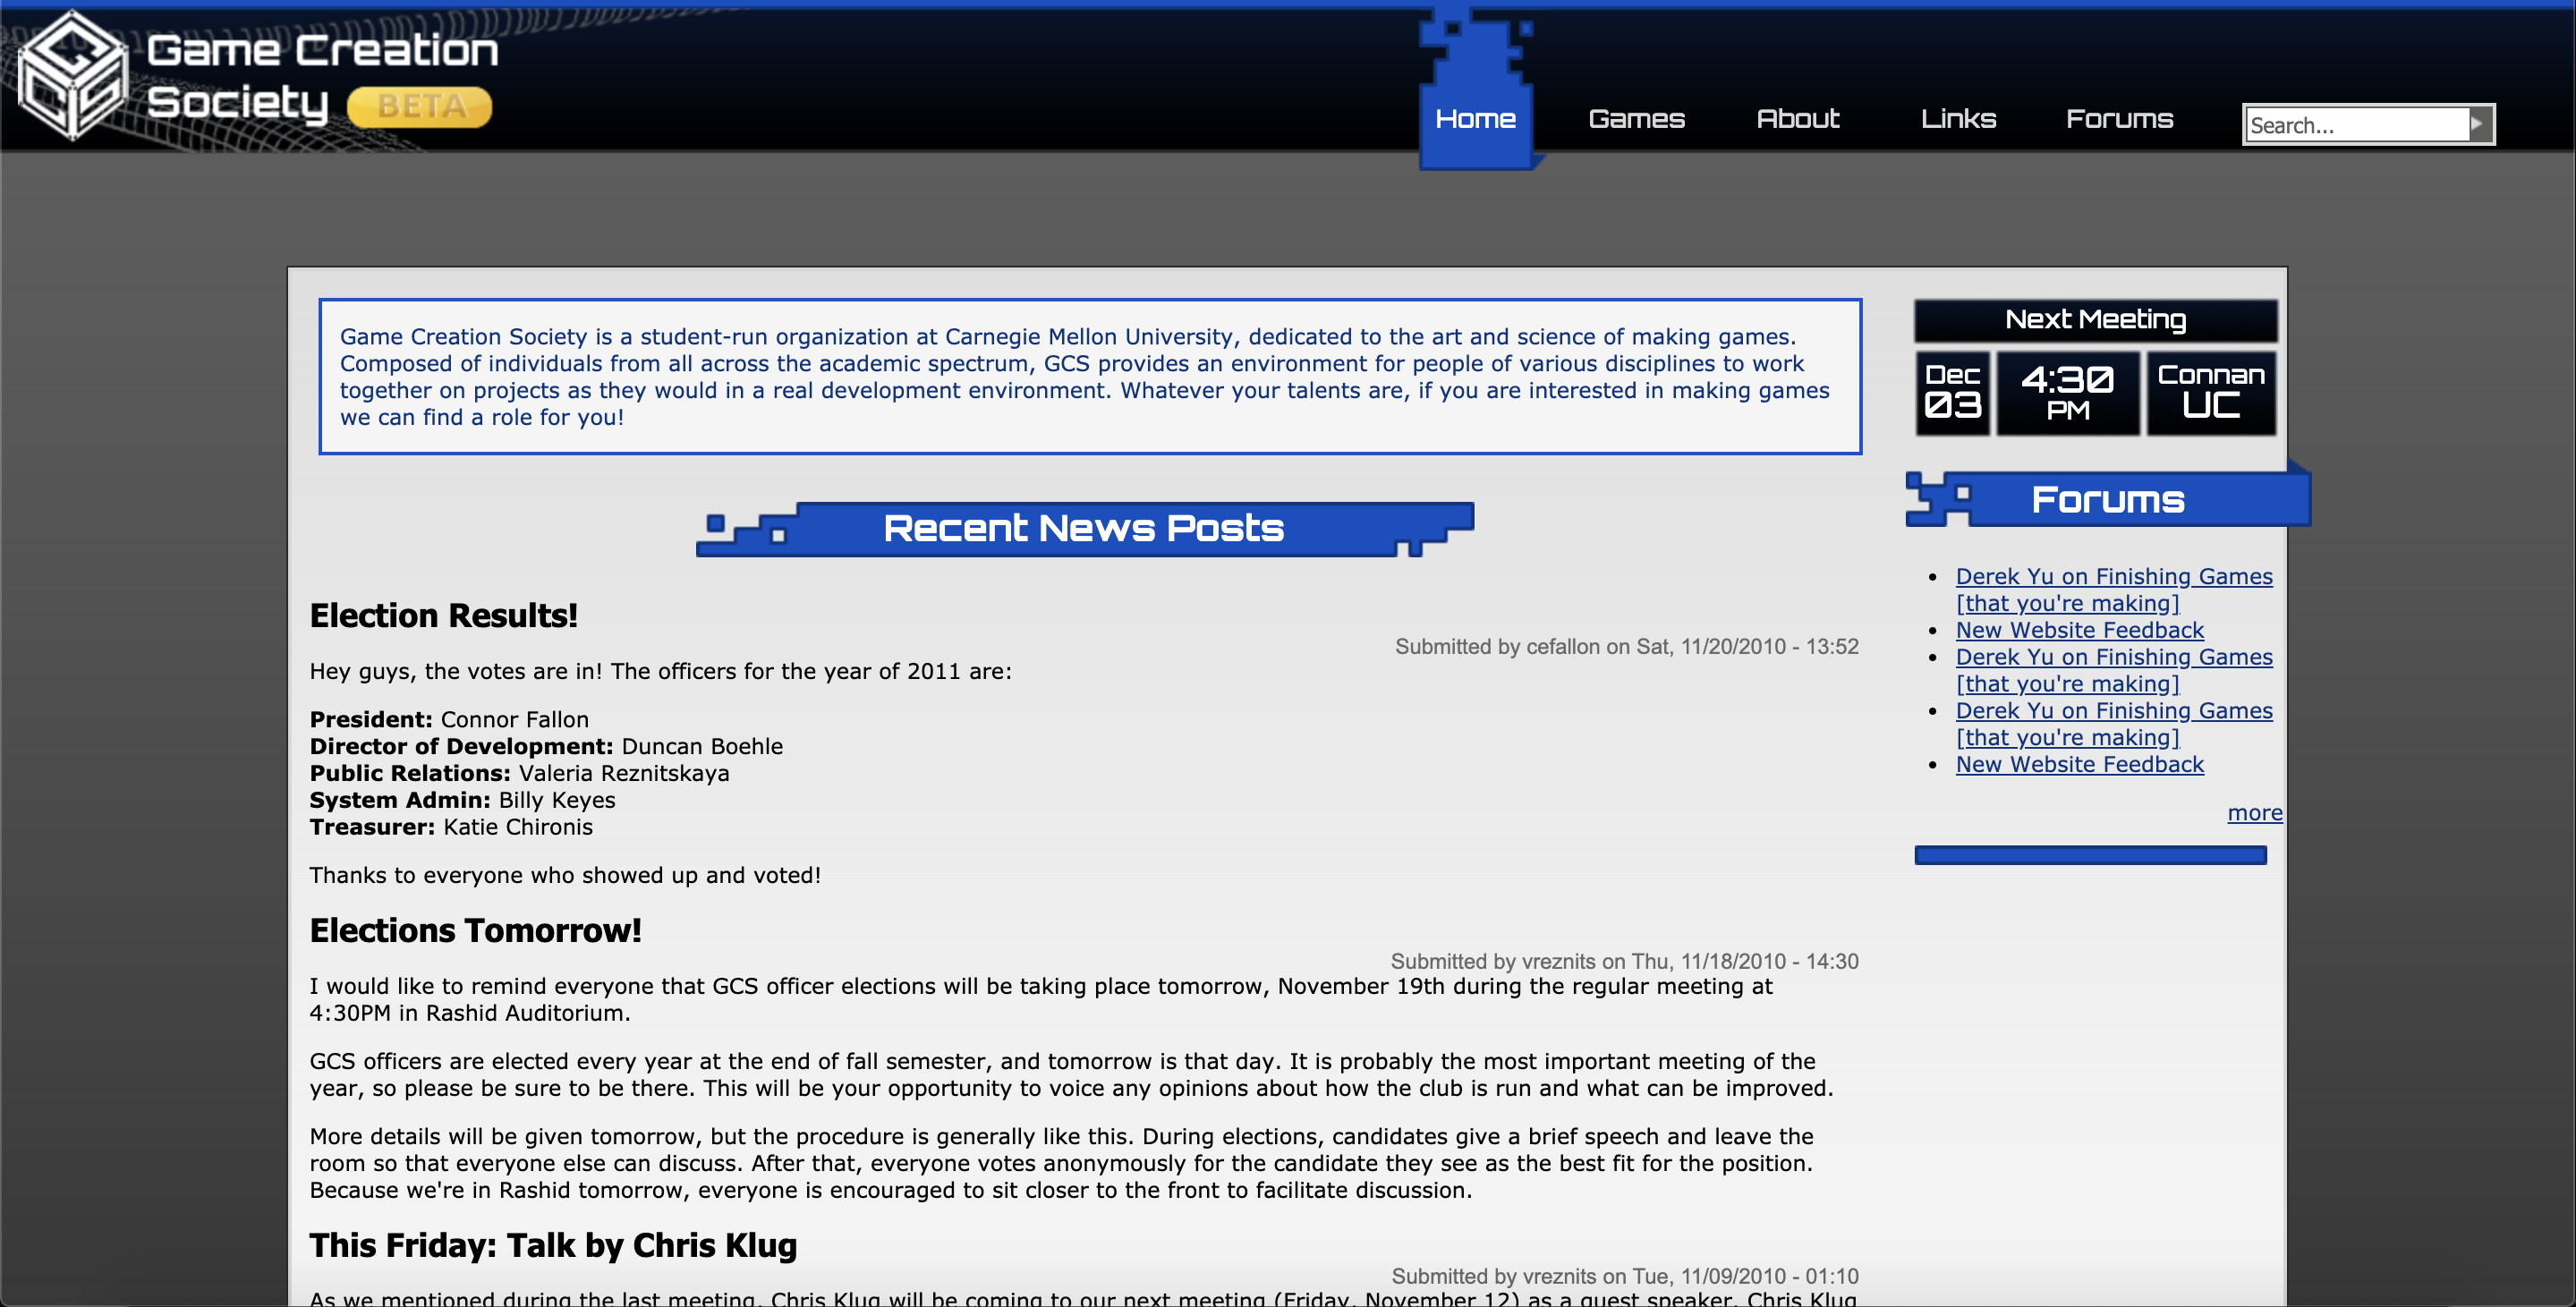 Game Creation
Society BETA
Home
Games
About
Links
Forums
Search...
Game Creation Society is a student-run organization at Carnegie Mellon University, dedicated to the art and science of making games.
Composed of individuals from all across the academic spectrum, GCS provides an environment for people of various disciplines to work
together on projects as they would in a real development environment. Whatever your talents are, if you are interested in making games
we can find a role for you!
Recent News Posts
Election Results!
Submitted by cefallon on Sat, 11/20/2010 - 13:52
Hey guys, the votes are in! The officers for the year of 2011 are:
President: Connor Fallon
Director of Development: Duncan Boehle
Public Relations: Valeria Reznitskaya
System Admin: Billy Keyes
Treasurer: Katie Chironis
Thanks to everyone who showed up and voted!
Elections Tomorrow!
Submitted by vreznits on Thu, 11/18/2010 - 14:30
I would like to remind everyone that GCS officer elections will be taking place tomorrow, November 19th during the regular meeting at
4:30PM in Rashid Auditorium.
GCS officers are elected every year at the end of fall semester, and tomorrow is that day. It is probably the most important meeting of the
year, so please be sure to be there. This will be your opportunity to voice any opinions about how the club is run and what can be improved.
More details will be given tomorrow, but the procedure is generally like this. During elections, candidates give a brief speech and leave the
room so that everyone else can discuss. After that, everyone votes anonymously for the candidate they see as the best fit for the position.
Because we're in Rashid tomorrow, everyone is encouraged to sit closer to the front to facilitate discussion.
This Friday: Talk by Chris Klug
Submitted by vreznits on Tue, 11/09/2010 - 01:10
As we mentioned during the last meeting, Chris Klug will be coming to our next meeting (Friday, November 12) as a guest speaker. Chris Klug
Next Meeting
Dec
03
4:30
PM
Connan
UC
Forums
Derek Yu on Finishing Games
[that you're making]
New Website Feedback
Derek Yu on Finishing Games
[that you're making]
Derek Yu on Finishing Games
[that you're making]
New Website Feedback
more